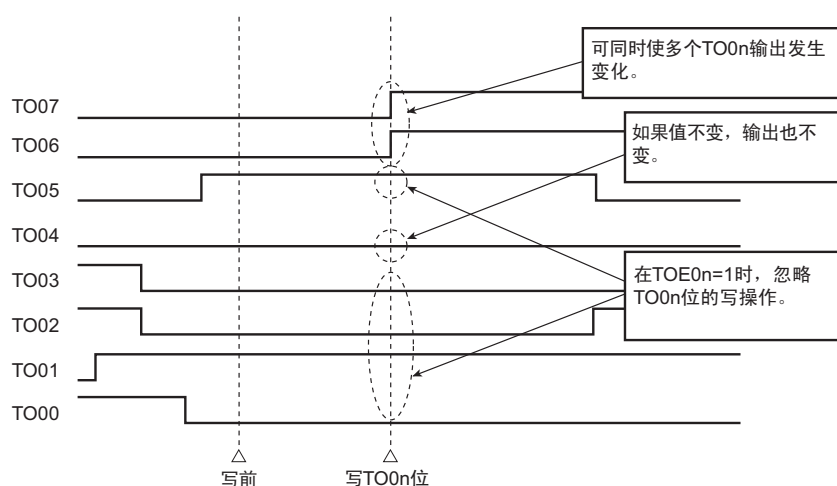 可同时使多个TO0n输出发生
变化。
TO07
TO06
如果值不变，输出也不
变。
TO05
TO04
TO03
在TOE0n=1时，忽略
TO0n位的写操作。
TO02
TO01
TO00
写前
写TO0n位